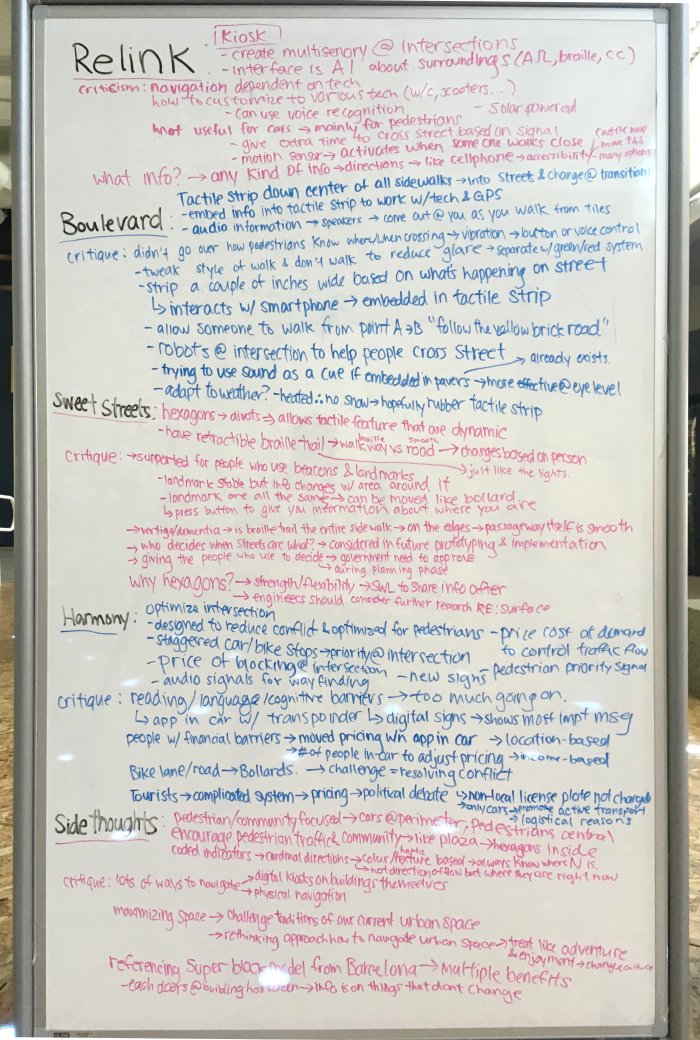 Relink:
Kiosk
- create multisenory @ Intersections
- interface is AI about surroundings (ASL, braille, cc)
criticism: navigation dependent on tech
how to customize to various tech (w/c, scooters...)
- can use voice recognition - Solar powered
↳ not useful for cars → mainly for pedestrians
- give extra time to cross street based on signal
- motion sensor → activates when some one walks close
tactile map
many options
what info? → any kind of info → directions → like cellphone → accessibility
Boulevard:
Tactile Strip down center of all sidewalks → into streets & change @ transitions
- embed info into tactile strip to work w/tech & GPS
- audio information → speakers → come out @ you as you walk from tiles
critique: didn't go over how pedestrians know where/when crossing → vibration → button or voice control
- tweak style of walk & don't walk to reduce glare → separate w/green/red system
- strip a couple of inches wide based on whats happening on street
↳ interacts w/ smartphone → embedded in tactile strip
- allow someone to walk from point A → B "follow the yellow brick road"
- robots @ intersection to help people cross street → already exists.
- trying to use sound as a cue if embedded in pavers → more effective @ eye level
- adapt to weather? - heated ∴ no snow → hopefully rubber tactile strip
Sweet Streets: hexagons → divots → allows tactile feature that are dynamic
- have retractible braille trail → walkway vs road → changes based on person
braille smooth
→ just like the lights.
critique: → supported for people who use beacons & landmarks
- landmark stable but info changes w/ area around it
- landmark are all the same → can be moved like bollard
↳ press button to give you information about where you are
→ vertigo/dementia → is braille trail the entire sidewalk → on the edges → passageway itself is smooth
→ who decides when streets are what? → considered in future prototyping & implementation
→ giving the people who use to decide → government need to approve
↳ during planning phase
why hexagons? → strength/flexibility → SWL to share info after
→ engineers should consider further research RE: surface
Harmony: optimize intersection
- designed to reduce conflict & optimized for pedestrians - price cost of demand to control traffic flow
- staggered car/bike stops → priority @ intersection
- price of blocking @ intersection - pedestrian priority signal
- audio signals for way finding - new signs
critique: reading/language/cognitive barriers → too much going on.
↳ app in car w/ transponder ↳ digital signs → shows most impt msg
people w/ financial barriers → moved pricing w/n app in car → location-based
→ # of people in car to adjust pricing → income-based
Bike lane/road → Bollards. → challenge = resolving conflict
Tourists → complicated system → pricing → political debate ↳ non-local license plate not charged
→ only cars → promote active transport
→ logistical reasons
Side thoughts: pedestrian/community focused → cars @ perimeter, pedestrians central
encourage pedestrian traffic & community → like plaza → hexagons inside
coded indicators → cardinal directions → colour/texture based → always know where N is.
haptic
↳ not direction of flow but where they are right now
critique: lots of ways to navigate → digital kiosks on buildings themselves
→ physical navigation
maximizing space → challenge traditions of our current urban space
→ rethinking approach how to navigate urban space → treat like adventure & enjoyment → change culture
referencing Super block model from Barcelona → multiple benefits
- each doers @ building has been → info is on things that dont change